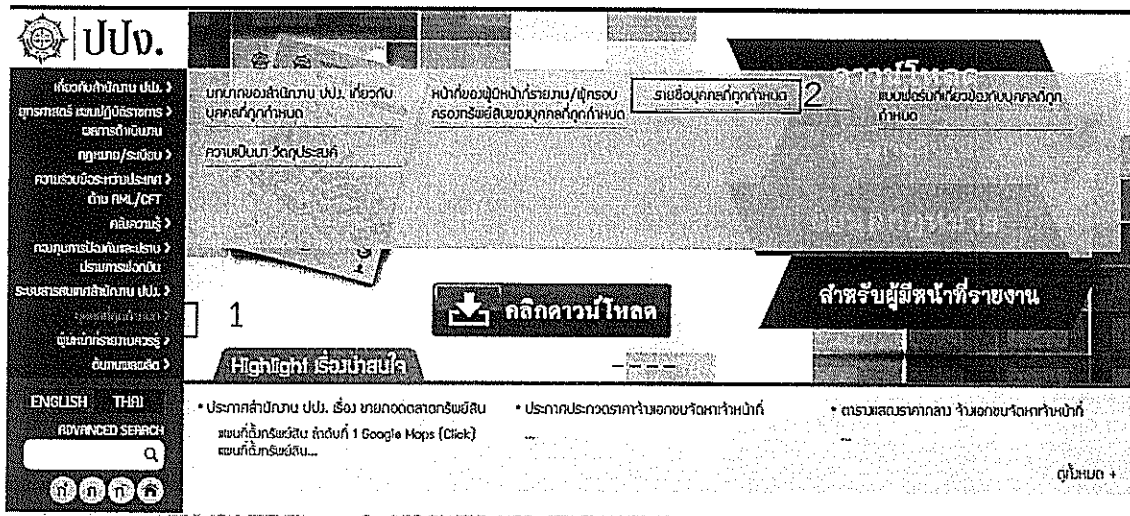 ปปง.
เกี่ยวกับสำนักงาน ปปง. >
ยุทธศาสตร์ แผนปฏิบัติราชการ >
ผลการดำเนินงาน
กฎหมาย/ระเบียบ >
ความร่วมมือระหว่างประเทศ >
ด้าน AML/CFT
คลังความรู้ >
กองทุนการป้องกันและปราบ >
ปรามการฟอกเงิน
ระบบสารสนเทศสำนักงาน ปปง. >
ผู้มีหน้าที่รายงานควรรู้ >
ENGLISH THAI
ADVANCED SEARCH
ก ก ก
บทบาทของสำนักงาน ปปง. เกี่ยวกับ
บุคคลที่ถูกกำหนด
ความเป็นมา วัตถุประสงค์
หน้าที่ของผู้มีหน้าที่รายงาน/ผู้ครอบ
ครองทรัพย์สินของบุคคลที่ถูกกำหนด
รายชื่อบุคคลที่ถูกกำหนด 2
แบบฟอร์มที่เกี่ยวข้องกับบุคคลที่ถูก
กำหนด
1
คลิกดาวน์โหลด
สำหรับผู้มีหน้าที่รายงาน
Highlight เรื่องน่าสนใจ
• ประกาศสำนักงาน ปปง. เรื่อง ขายทอดตลาดทรัพย์สิน
แผนที่ตั้งทรัพย์สิน ลำดับที่ 1 Google Maps (Click)
แผนที่ตั้งทรัพย์สิน...
• ประกาศประกวดราคาจ้างเอกชนจัดหาเจ้าหน้าที่
...
• ตารางแสดงราคากลาง จ้างเอกชนจัดหาเจ้าหน้าที่
...
ดูทั้งหมด +